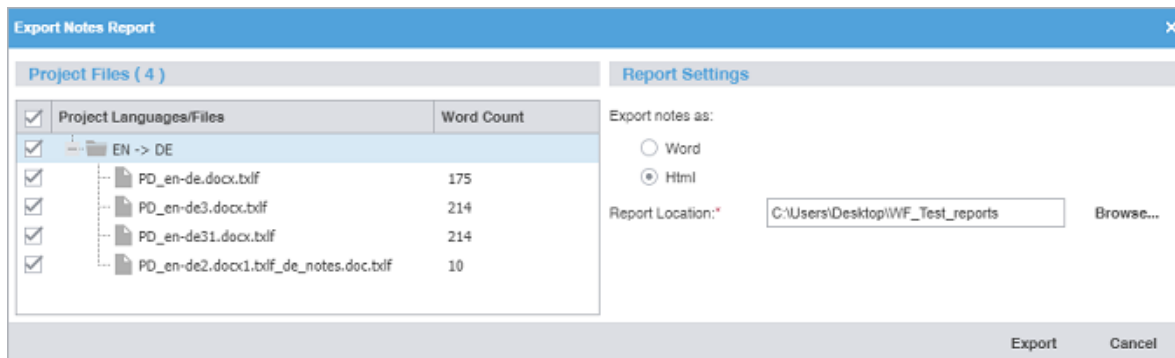 Export Notes Report
Project Files ( 4 )
Project Languages/Files Word Count
EN -> DE
PD_en-de.docx.txlf 175
PD_en-de3.docx.txlf 214
PD_en-de31.docx.txlf 214
PD_en-de2.docx1.txlf_de_notes.doc.txlf 10
Report Settings
Export notes as:
Word
Html
Report Location:* C:\Users\Desktop\WF_Test_reports Browse...
Export Cancel